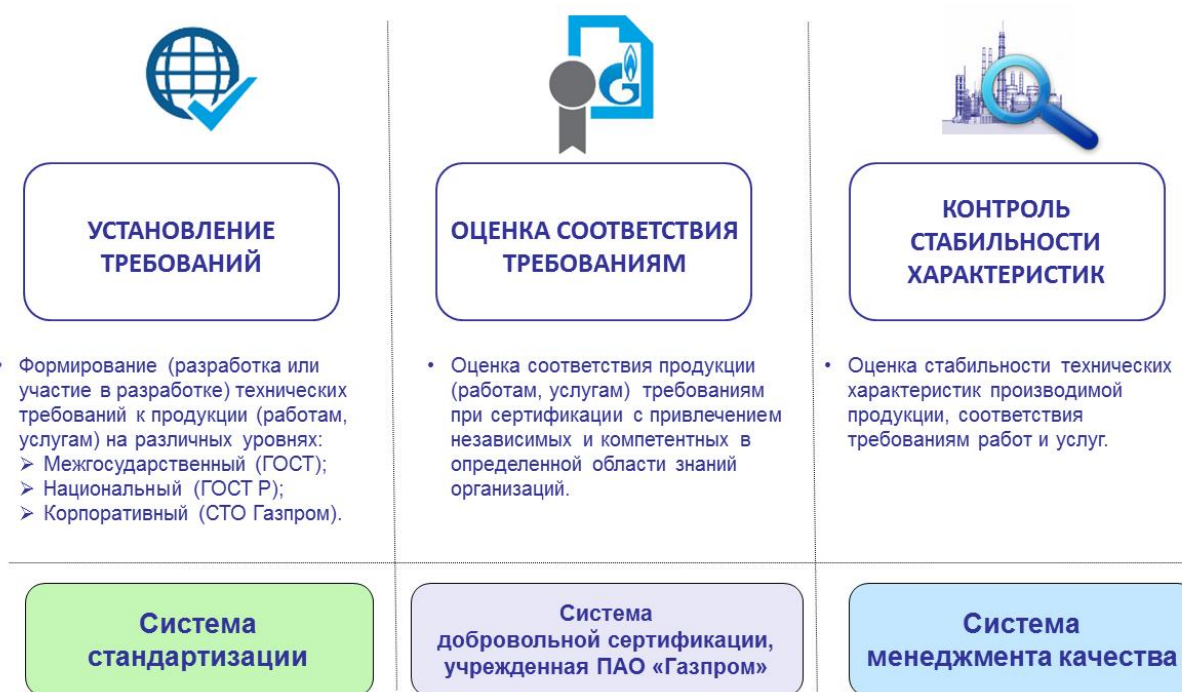 УСТАНОВЛЕНИЕ
ТРЕБОВАНИЙ
• Формирование (разработка или
участие в разработке) технических
требований к продукции (работам,
услугам) на различных уровнях:
➢ Межгосударственный (ГОСТ);
➢ Национальный (ГОСТ Р);
➢ Корпоративный (СТО Газпром).
Система
стандартизации
ОЦЕНКА СООТВЕТСТВИЯ
ТРЕБОВАНИЯМ
• Оценка соответствия продукции
(работам, услугам) требованиям
при сертификации с привлечением
независимых и компетентных в
определенной области знаний
организаций.
Система
добровольной сертификации,
учрежденная ПАО «Газпром»
КОНТРОЛЬ
СТАБИЛЬНОСТИ
ХАРАКТЕРИСТИК
• Оценка стабильности технических
характеристик производимой
продукции, соответствия
требованиям работ и услуг.
Система
менеджмента качества